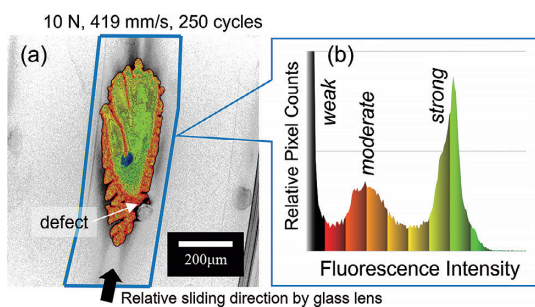 10 N, 419 mm/s, 250 cycles
(a)
defect
200μm
Relative sliding direction by glass lens
(b)
Relative Pixel Counts
weak
moderate
strong
Fluorescence Intensity